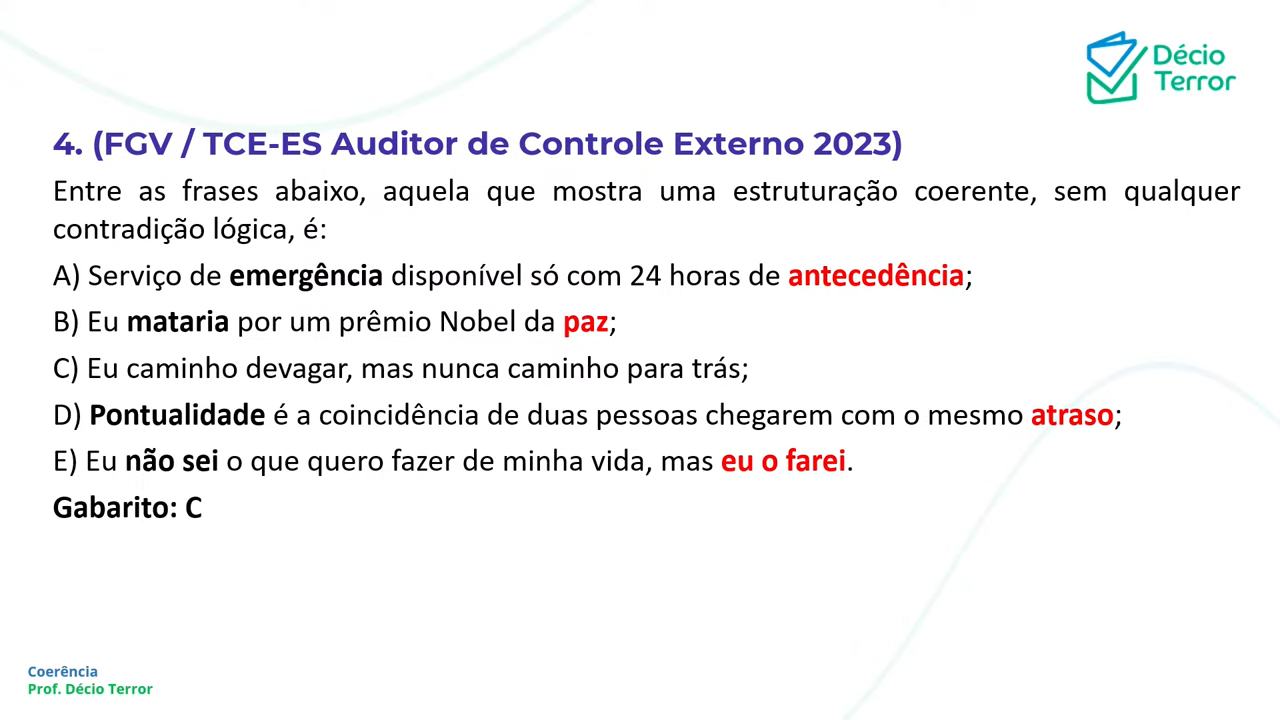 Décio
Terror
4. (FGV / TCE-ES Auditor de Controle Externo 2023)
Entre as frases abaixo, aquela que mostra uma estruturação coerente, sem qualquer
contradição lógica, é:
A) Serviço de emergência disponível só com 24 horas de antecedência;
B) Eu mataria por um prêmio Nobel da paz;
C) Eu caminho devagar, mas nunca caminho para trás;
D) Pontualidade é a coincidência de duas pessoas chegarem com o mesmo atraso;
E) Eu não sei o que quero fazer de minha vida, mas eu o farei.
Gabarito: C
Coerência
Prof. Décio Terror